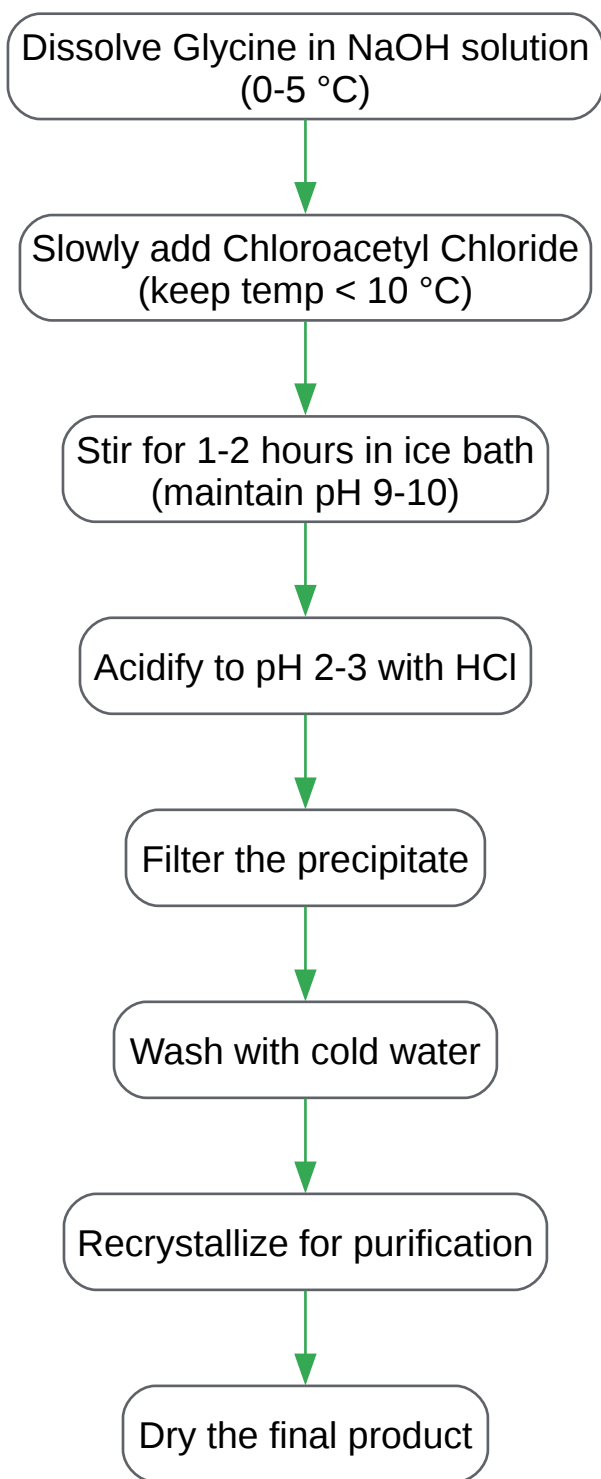 Dissolve Glycine in NaOH solution
(0-5 °C)
Slowly add Chloroacetyl Chloride
(keep temp < 10 °C)
Stir for 1-2 hours in ice bath
(maintain pH 9-10)
Acidify to pH 2-3 with HCl
Filter the precipitate
Wash with cold water
Recrystallize for purification
Dry the final product